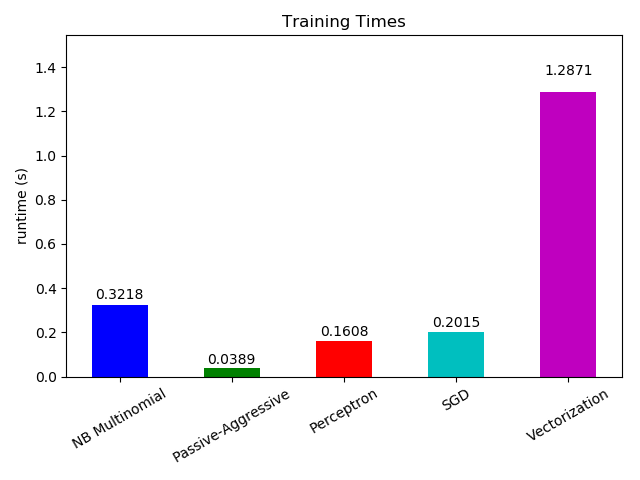 Training Times
runtime (s)
1.4
1.2
1.0
0.8
0.6
0.4
0.2
0.0
0.3218
0.0389
0.1608
0.2015
1.2871
NB Multinomial
Passive-Aggressive
Perceptron
SGD
Vectorization